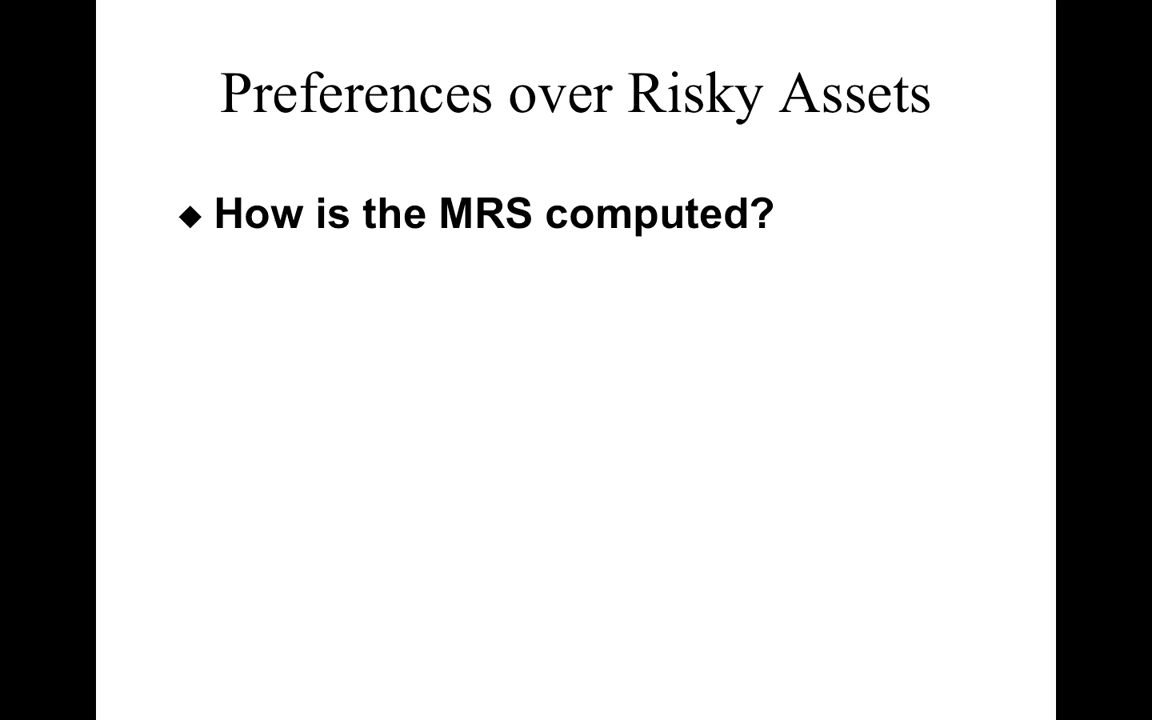 Preferences over Risky Assets
◆ How is the MRS computed?